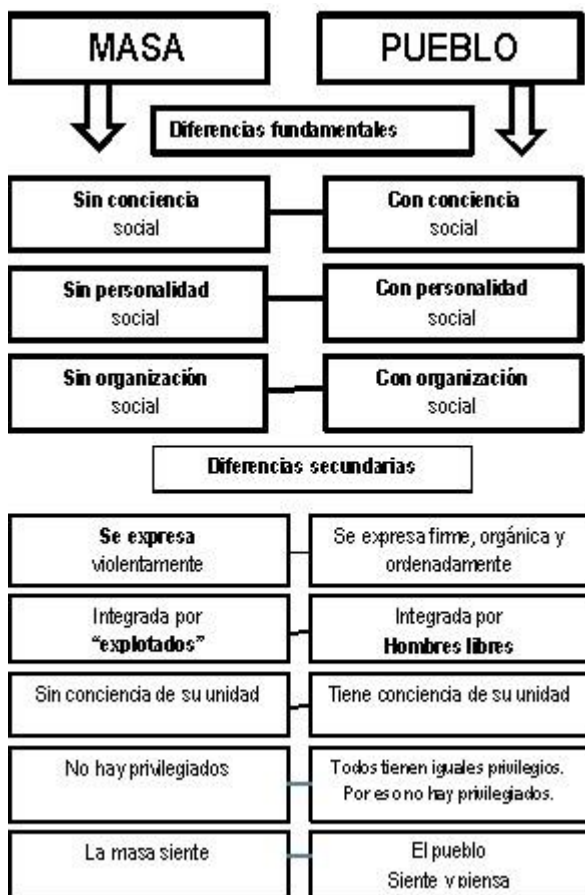 MASA
PUEBLO
Diferencias fundamentales
Sin conciencia
social
Con conciencia
social
Sin personalidad
social
Con personalidad
social
Sin organización
social
Con organización
social
Diferencias secundarias
Se expresa
violentamente
Se expresa firme, orgánica y
ordenadamente
Integrada por
“explotados”
Integrada por
Hombres libres
Sin conciencia de su unidad
Tiene conciencia de su unidad
No hay privilegiados
Todos tienen iguales privilegios.
Por eso no hay privilegiados.
La masa siente
El pueblo
Siente y piensa